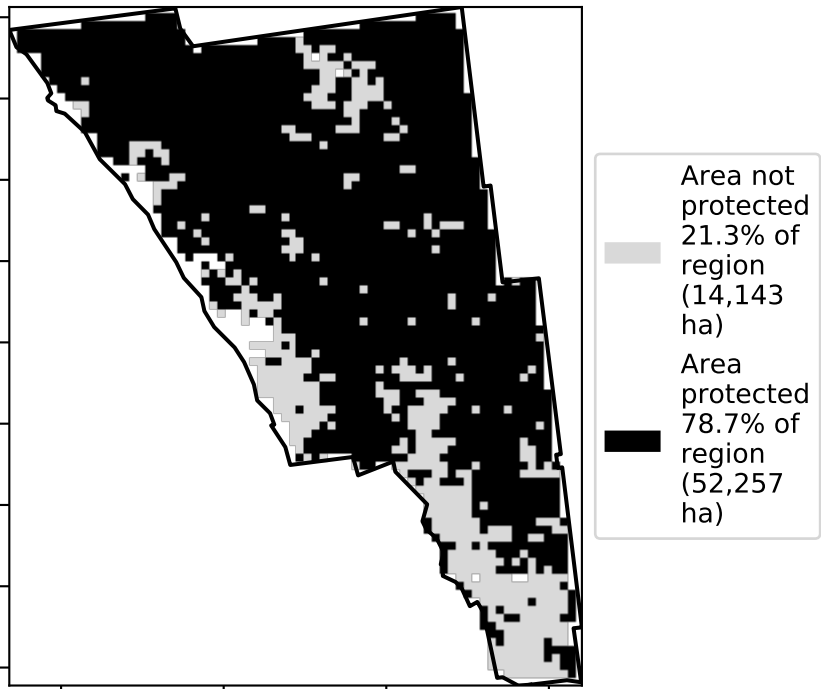 Area not
protected
21.3% of
region
(14,143
ha)
Area
protected
78.7% of
region
(52,257
ha)